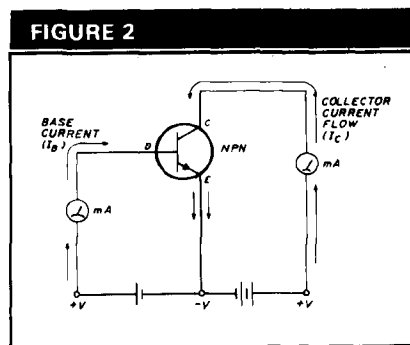 FIGURE 2
BASE
CURRENT
(IB)
COLLECTOR
CURRENT
FLOW
(IC)
C
B
NPN
E
mA
mA
+V
-V
+V